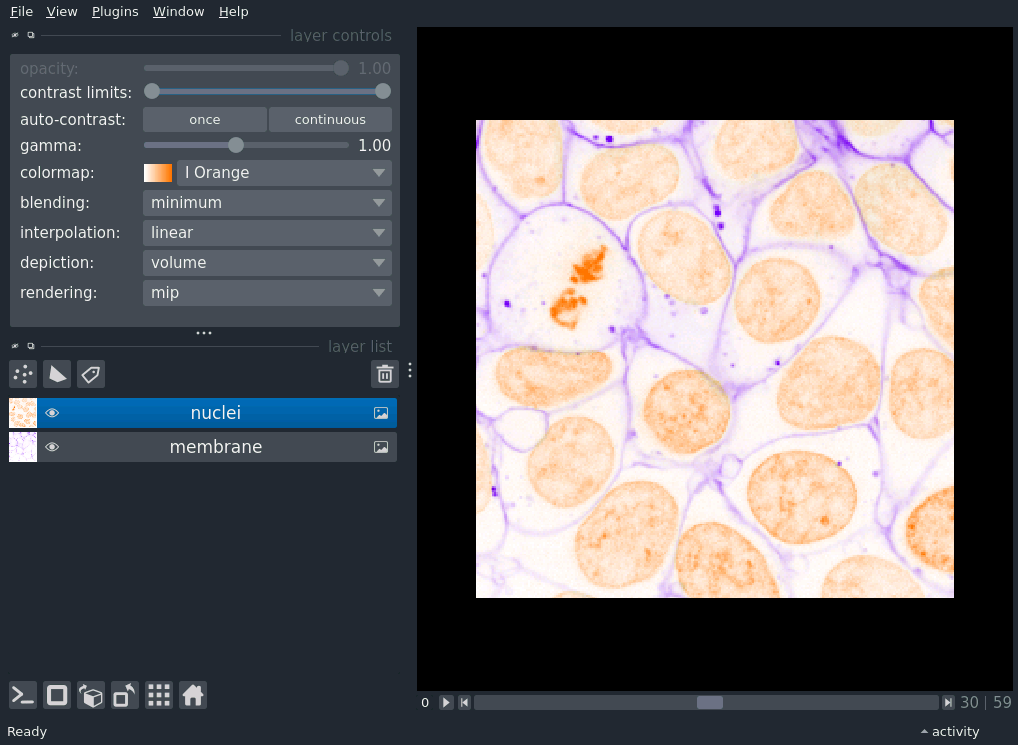 File View Plugins Window Help
layer controls
opacity: 1.00
contrast limits:
auto-contrast: once continuous
gamma: 1.00
colormap: I Orange
blending: minimum
interpolation: linear
depiction: volume
rendering: mip
layer list
nuclei
membrane
0 30 | 59
Ready activity